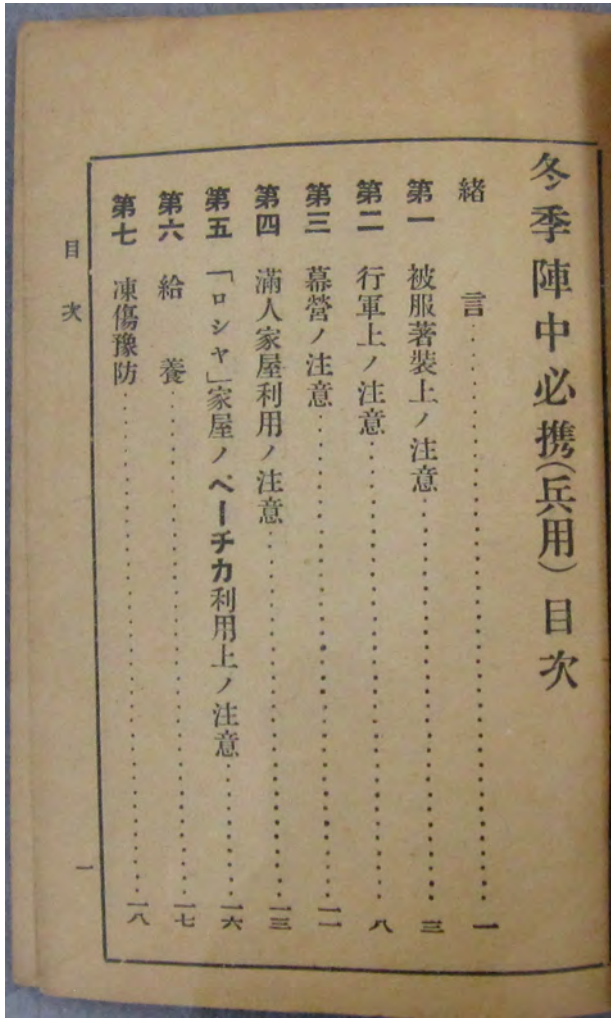 冬季陣中必携(兵用)目次
緒言‥‥‥‥‥‥‥‥‥‥‥‥一
第一 被服著装上ノ注意‥‥‥‥‥‥‥‥三
第二 行軍上ノ注意‥‥‥‥‥‥‥‥‥‥八
第三 幕營ノ注意‥‥‥‥‥‥‥‥‥‥一一
第四 滿人家屋利用ノ注意‥‥‥‥‥‥‥一三
第五 「ロシヤ」家屋ノペーチカ利用上ノ注意‥‥‥一六
第六 給養‥‥‥‥‥‥‥‥‥‥‥一七
第七 凍傷豫防‥‥‥‥‥‥‥‥‥‥一八
目次
一